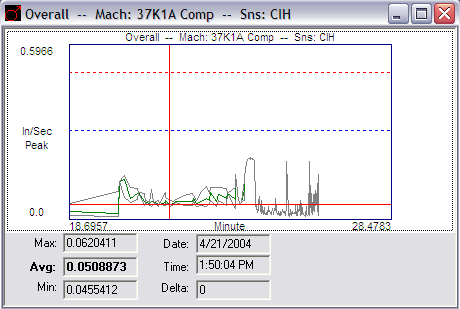 Overall -- Mach: 37K1A Comp -- Sns: CIH
Overall -- Mach: 37K1A Comp -- Sns: CIH
0.5966
In/Sec
Peak
0.0
18.6957 Minute 28.4783
Max: 0.0620411 Date: 4/21/2004
Avg: 0.0508873 Time: 1:50:04 PM
Min: 0.0455412 Delta: 0